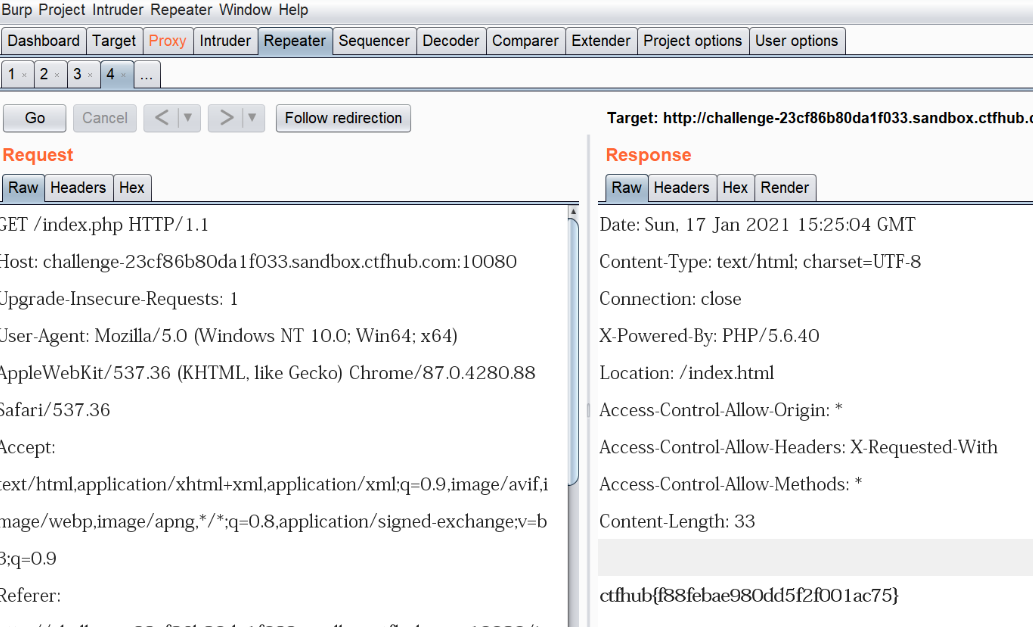 Burp Project Intruder Repeater Window Help
Dashboard Target Proxy Intruder Repeater Sequencer Decoder Comparer Extender Project options User options
1 × 2 × 3 × 4 × ...
Go Cancel < ▼ > ▼ Follow redirection Target: http://challenge-23cf86b80da1f033.sandbox.ctfhub.
Request
Raw Headers Hex
GET /index.php HTTP/1.1
Host: challenge-23cf86b80da1f033.sandbox.ctfhub.com:10080
Upgrade-Insecure-Requests: 1
User-Agent: Mozilla/5.0 (Windows NT 10.0; Win64; x64)
AppleWebKit/537.36 (KHTML, like Gecko) Chrome/87.0.4280.88
Safari/537.36
Accept:
text/html,application/xhtml+xml,application/xml;q=0.9,image/avif,i
mage/webp,image/apng,*/*;q=0.8,application/signed-exchange;v=b
3;q=0.9
Referer:
Response
Raw Headers Hex Render
Date: Sun, 17 Jan 2021 15:25:04 GMT
Content-Type: text/html; charset=UTF-8
Connection: close
X-Powered-By: PHP/5.6.40
Location: /index.html
Access-Control-Allow-Origin: *
Access-Control-Allow-Headers: X-Requested-With
Access-Control-Allow-Methods: *
Content-Length: 33
ctfhub{f88febae980dd5f2f001ac75}